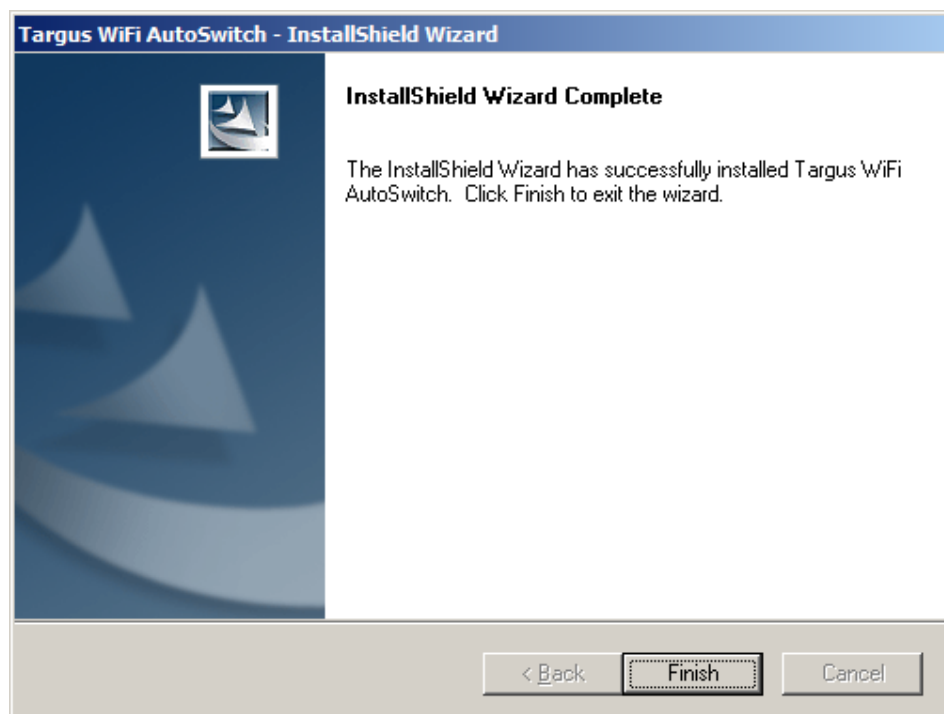 Targus WiFi AutoSwitch - InstallShield Wizard
InstallShield Wizard Complete
The InstallShield Wizard has successfully installed Targus WiFi
AutoSwitch.  Click Finish to exit the wizard.
< Back
Finish
Cancel